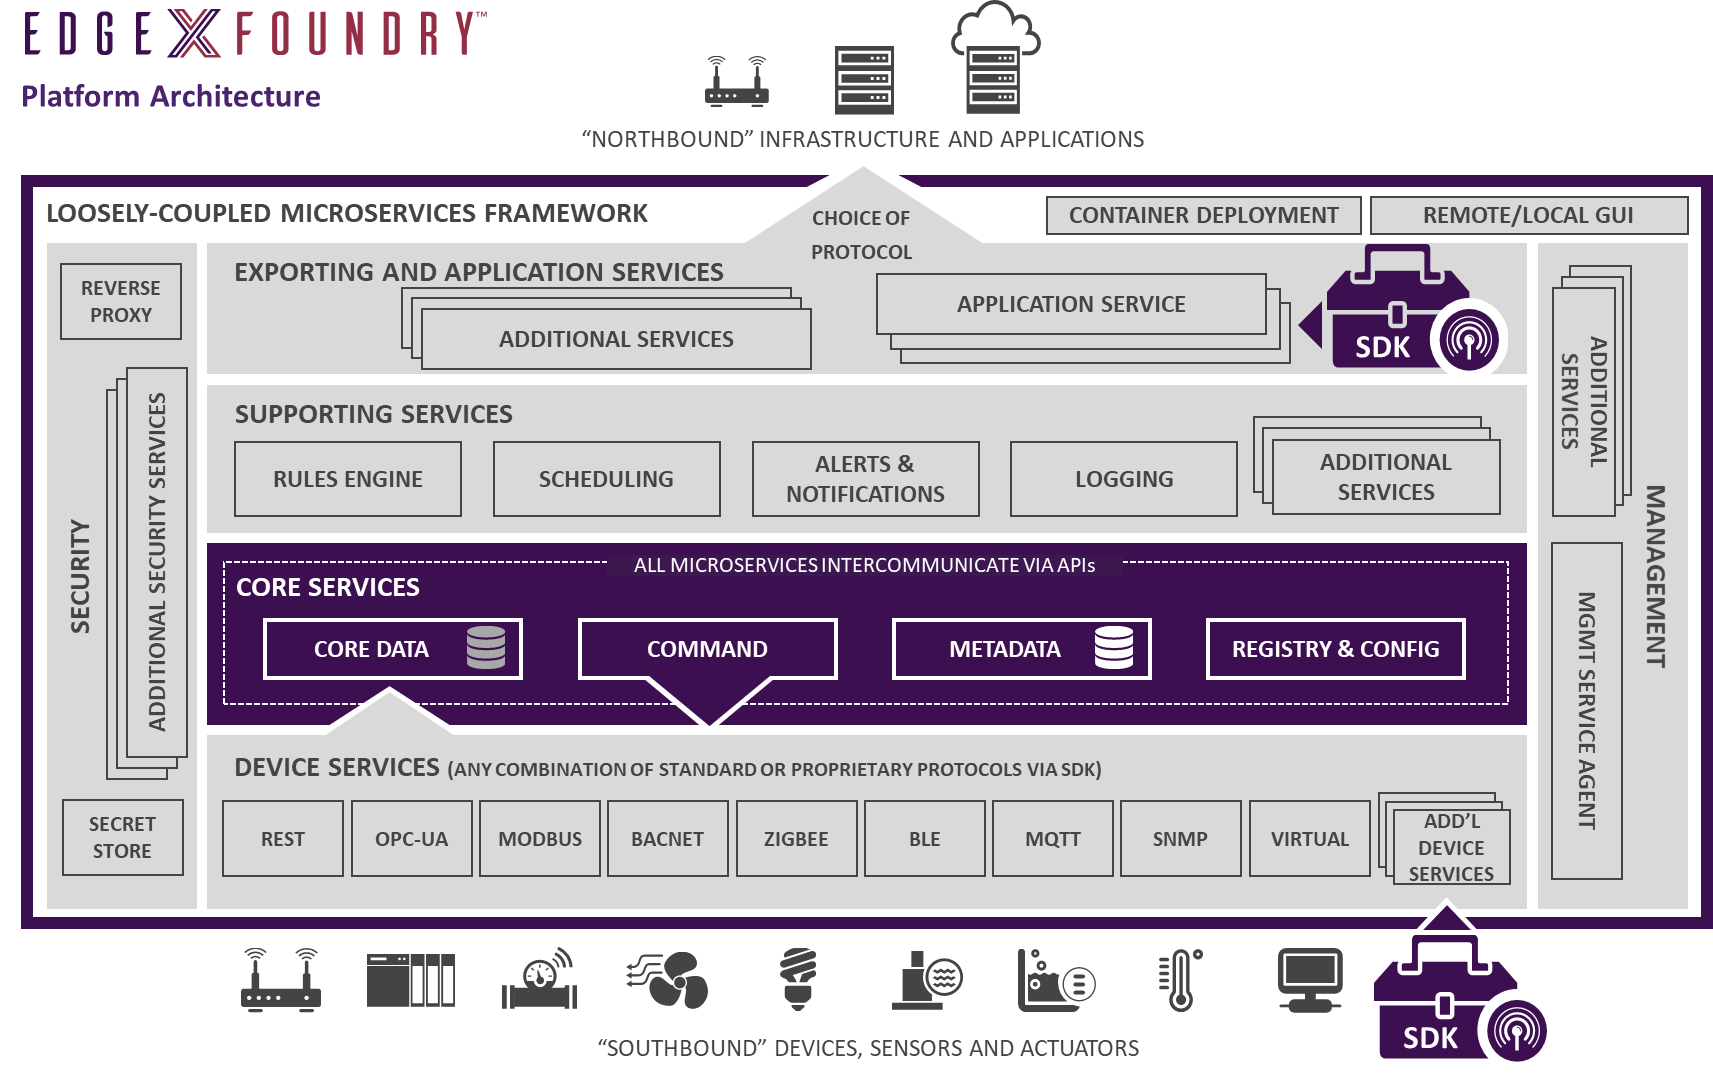 EDGE X FOUNDRY™
Platform Architecture
“NORTHBOUND” INFRASTRUCTURE AND APPLICATIONS
LOOSELY-COUPLED MICROSERVICES FRAMEWORK
CHOICE OF
PROTOCOL
CONTAINER DEPLOYMENT
REMOTE/LOCAL GUI
REVERSE
PROXY
ADDITIONAL SECURITY SERVICES
SECURITY
SECRET
STORE
EXPORTING AND APPLICATION SERVICES
ADDITIONAL SERVICES
APPLICATION SERVICE
SDK
SUPPORTING SERVICES
RULES ENGINE
SCHEDULING
ALERTS &
NOTIFICATIONS
LOGGING
ADDITIONAL
SERVICES
ALL MICROSERVICES INTERCOMMUNICATE VIA APIs
CORE SERVICES
CORE DATA
COMMAND
METADATA
REGISTRY & CONFIG
DEVICE SERVICES (ANY COMBINATION OF STANDARD OR PROPRIETARY PROTOCOLS VIA SDK)
REST
OPC-UA
MODBUS
BACNET
ZIGBEE
BLE
MQTT
SNMP
VIRTUAL
ADD’L
DEVICE
SERVICES
ADDITIONAL
SERVICES
MANAGEMENT
MGMT SERVICE AGENT
SDK
“SOUTHBOUND” DEVICES, SENSORS AND ACTUATORS